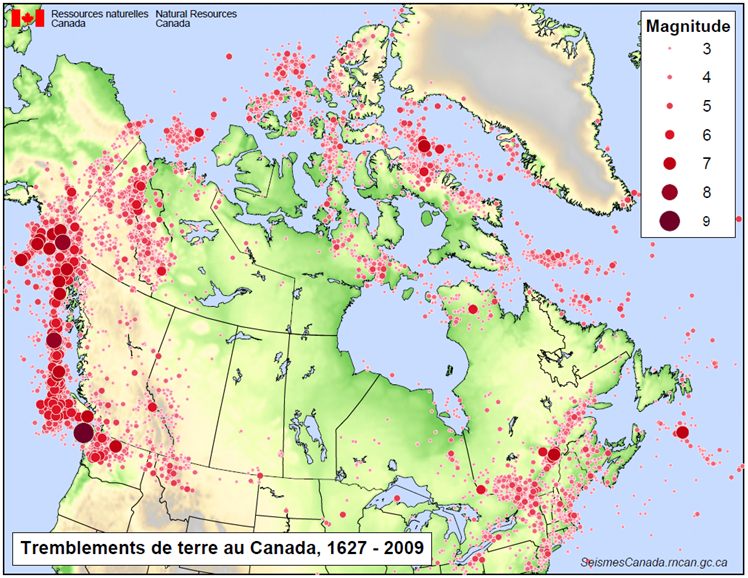 Ressources naturelles Natural Resources
Canada Canada
Magnitude
3
4
5
6
7
8
9
Tremblements de terre au Canada, 1627 - 2009
SeismesCanada.rncan.gc.ca